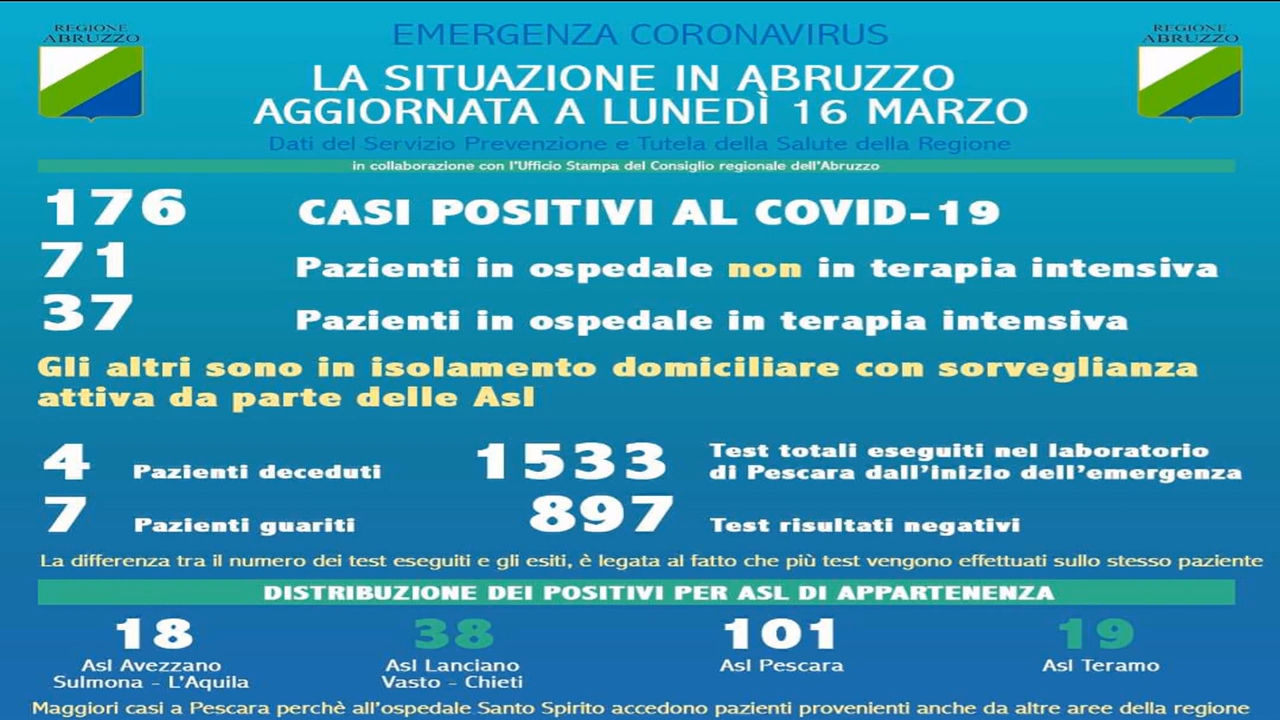 REGIONE
ABRUZZO
EMERGENZA CORONAVIRUS
REGIONE
ABRUZZO
LA SITUAZIONE IN ABRUZZO
AGGIORNATA A LUNEDÌ 16 MARZO
Dati del Servizio Prevenzione e Tutela della Salute della Regione
in collaborazione con l'Ufficio Stampa del Consiglio regionale dell'Abruzzo
176 CASI POSITIVI AL COVID-19
71 Pazienti in ospedale non in terapia intensiva
37 Pazienti in ospedale in terapia intensiva
Gli altri sono in isolamento domiciliare con sorveglianza
attiva da parte delle Asl
4 Pazienti deceduti
1533 Test totali eseguiti nel laboratorio
di Pescara dall'inizio dell'emergenza
7 Pazienti guariti
897 Test risultati negativi
La differenza tra il numero dei test eseguiti e gli esiti, è legata al fatto che più test vengono effettuati sullo stesso paziente
DISTRIBUZIONE DEI POSITIVI PER ASL DI APPARTENENZA
18
Asl Avezzano
Sulmona - L'Aquila
38
Asl Lanciano
Vasto - Chieti
101
Asl Pescara
19
Asl Teramo
Maggiori casi a Pescara perchè all'ospedale Santo Spirito accedono pazienti provenienti anche da altre aree della regione